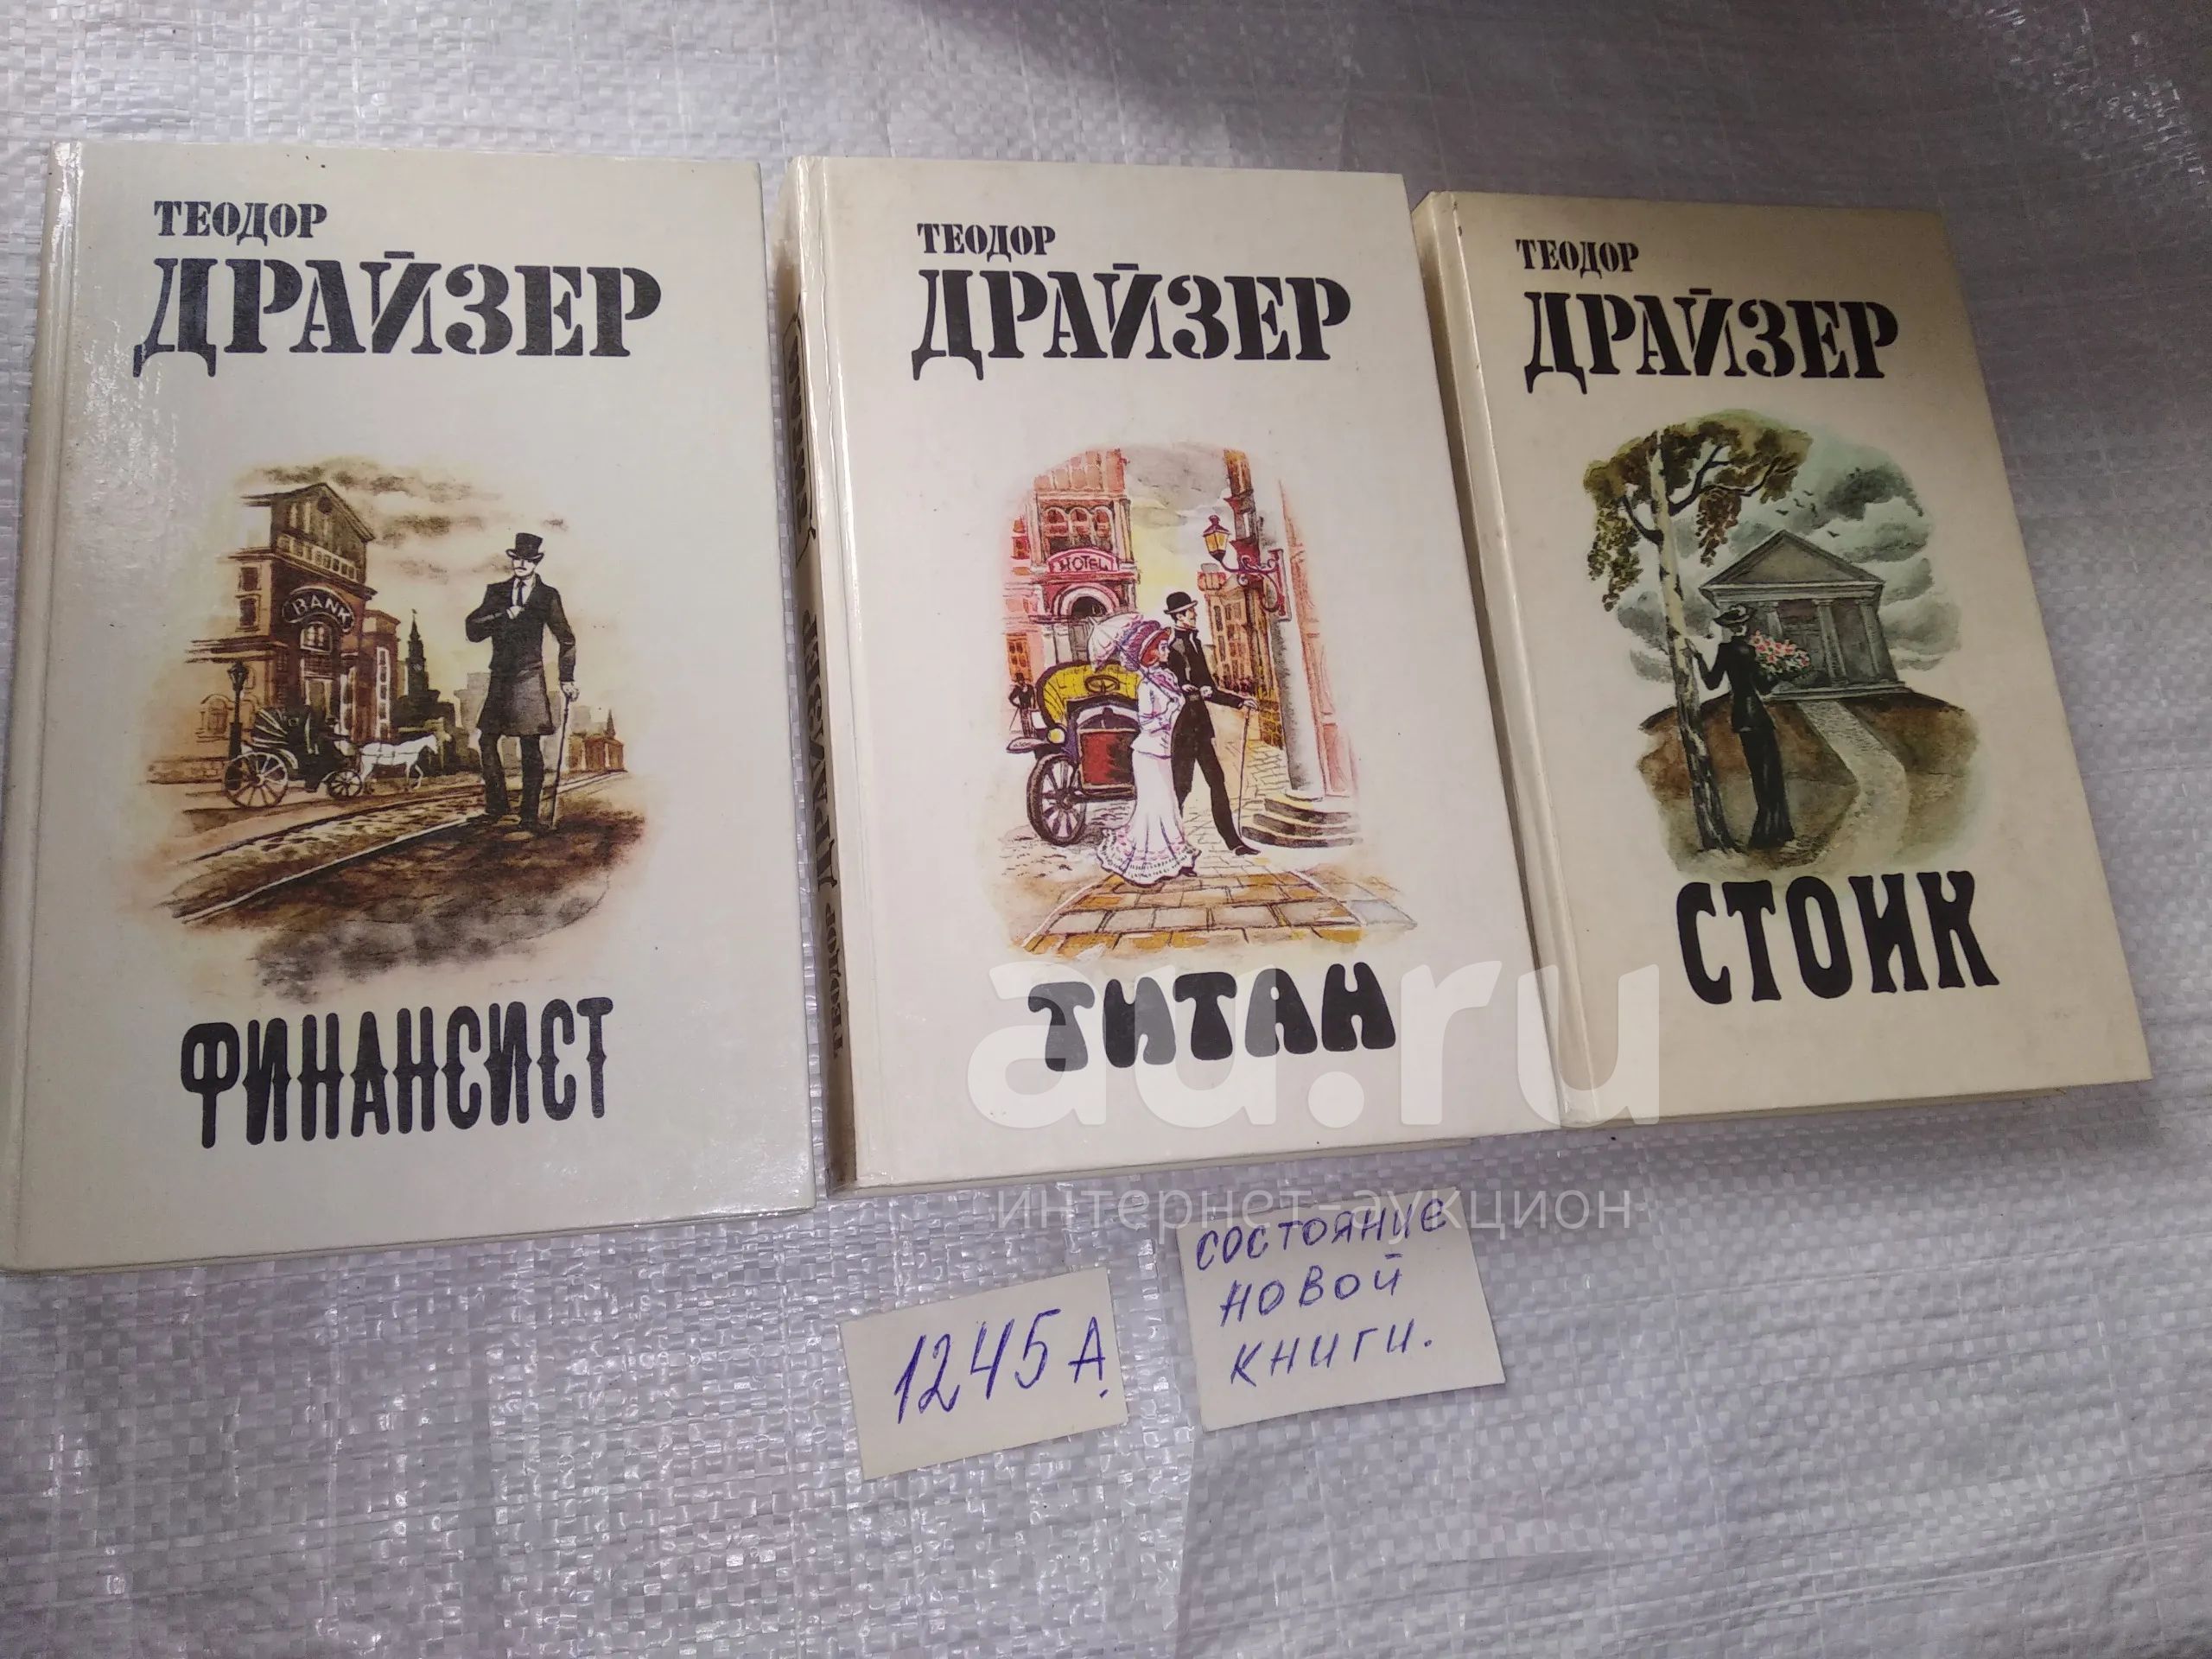 ТЕОДОР
ДРАЙЗЕР
BANK
ФИНАНСИСТ
ТЕОДОР
ДРАЙЗЕР
HOTEL
ТИТАН
ТЕОДОР ДРАЙЗЕР
ТЕОДОР
ДРАЙЗЕР
СТОИК
au.ru
интернет-аукцион
1245А.
СОСТОЯНИЕ
НОВОЙ
КНИГИ.